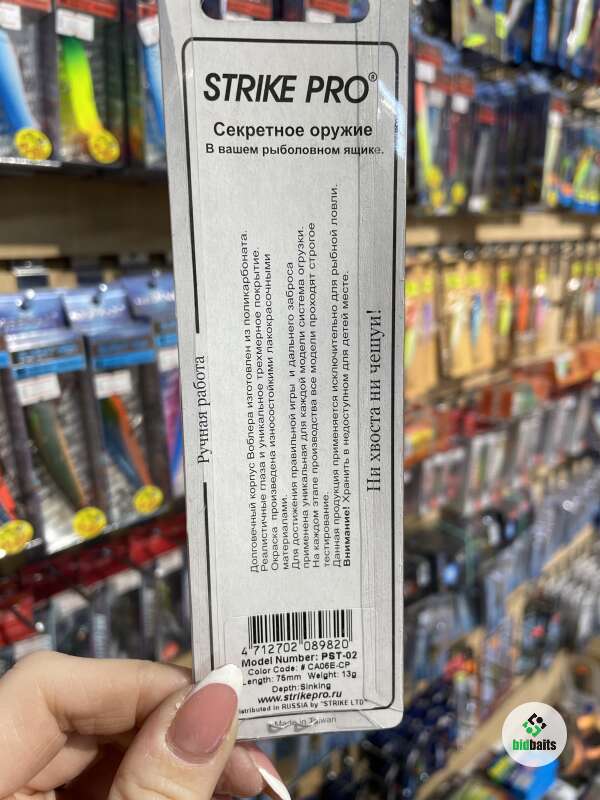 STRIKE PRO®
Секретное оружие
В вашем рыболовном ящике.
Ручная работа
Долговечный корпус Воблера изготовлен из поликарбоната.
Реалистичные глаза и уникальное трехмерное покрытие.
Окраска произведена износостойкими лакокрасочными
материалами.
Для достижения правильной игры и дальнего заброса
применена уникальная для каждой модели система огрузки.
На каждом этапе производства все модели проходят строгое
тестирование.
Данная продукция применяется исключительно для рыбной ловли.
Внимание! Хранить в недоступном для детей месте.
Ни хвоста ни чешуи!
4 712702 089820
Model Number: PST-02
Color Code: # CA06E-CP
Length: 75mm Weight: 13g
Depth:Sinking
www.strikepro.ru
distributed in RUSSIA by "STRIKE LTD"
Made in Taiwan
bidbaits